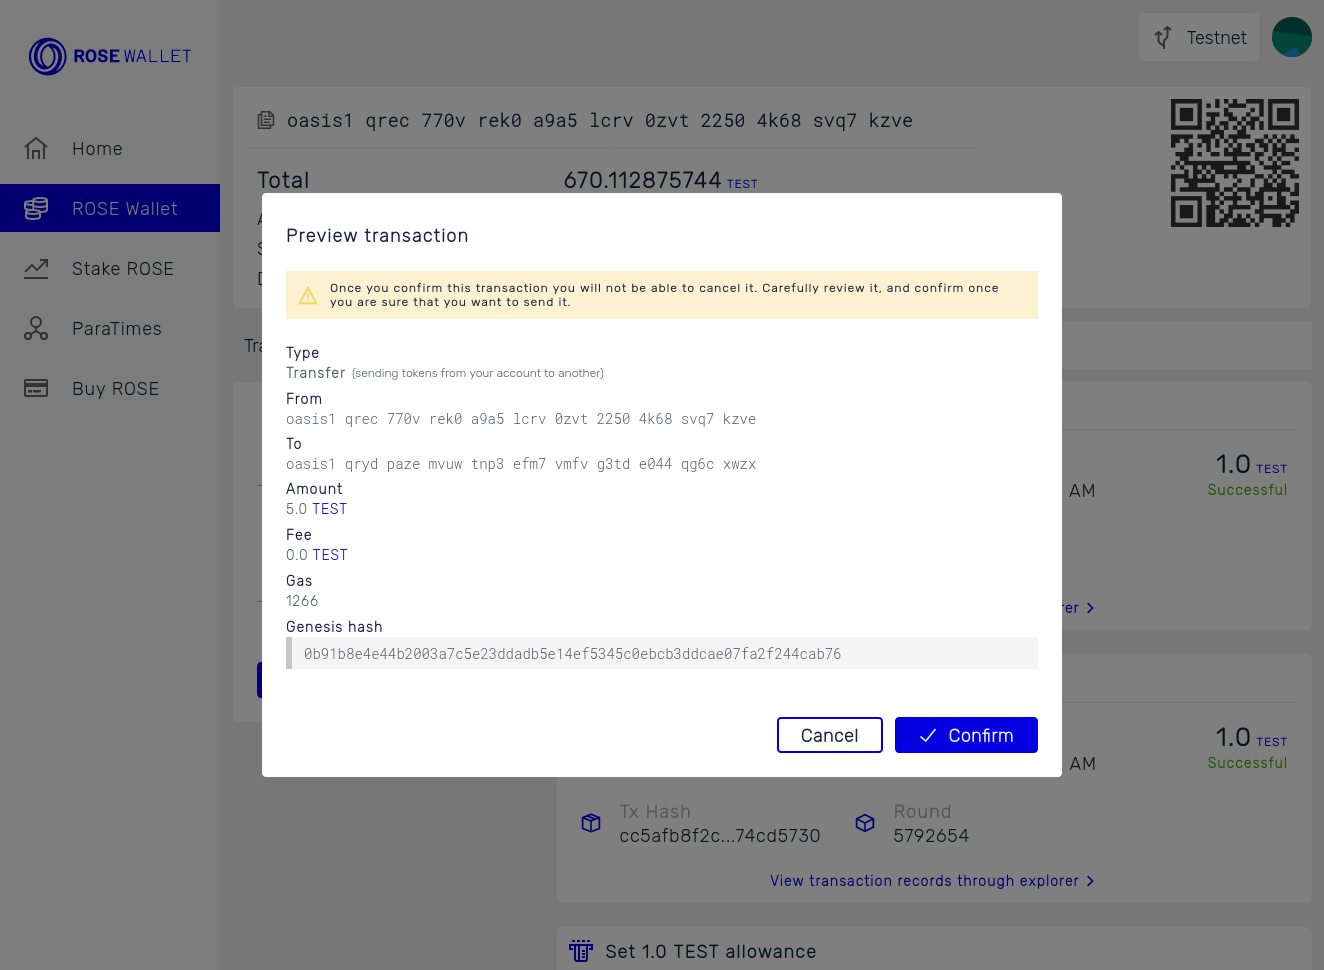 ROSE WALLET
Testnet
Home
ROSE Wallet
Stake ROSE
ParaTimes
Buy ROSE
oasis1 qrec 770v rek0 a9a5 lcrv 0zvt 2250 4k68 svq7 kzve
Total 670.112875744 TEST
Preview transaction
Once you confirm this transaction you will not be able to cancel it. Carefully review it, and confirm once
you are sure that you want to send it.
Type
Transfer (sending tokens from your account to another)
From
oasis1 qrec 770v rek0 a9a5 lcrv 0zvt 2250 4k68 svq7 kzve
To
oasis1 qryd paze mvuw tnp3 efm7 vmfv g3td e044 qg6c xwzx
Amount
5.0 TEST
Fee
0.0 TEST
Gas
1266
Genesis hash
0b91b8e4e44b2003a7c5e23ddadb5e14ef5345c0ebcb3ddcae07fa2f244cab76
Cancel
Confirm
1.0 TEST
AM
Successful
1.0 TEST
AM
Successful
Tx Hash
cc5afb8f2c...74cd5730
Round
5792654
View transaction records through explorer
Set 1.0 TEST allowance